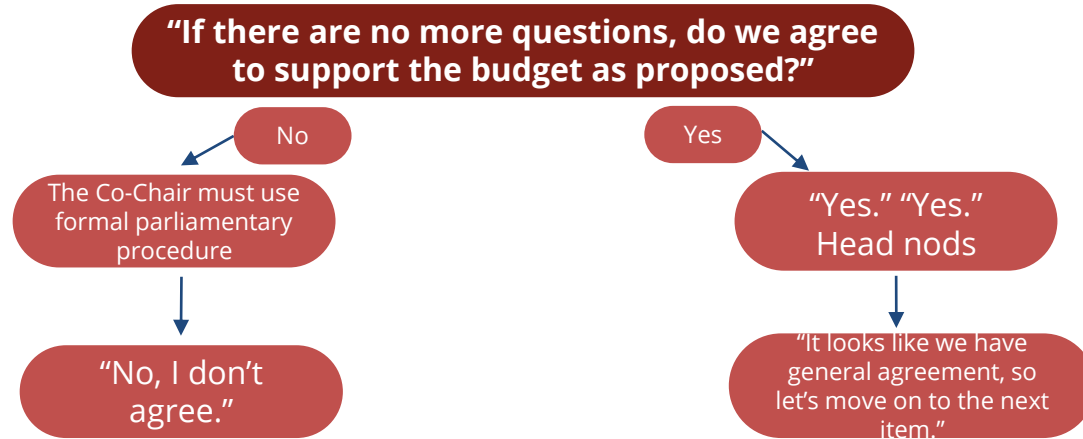 “If there are no more questions, do we agree
to support the budget as proposed?”
No
Yes
The Co-Chair must use
formal parliamentary
procedure
“Yes.” “Yes.”
Head nods
“No, I don’t
agree.”
“It looks like we have
general agreement, so
let’s move on to the next
item.”